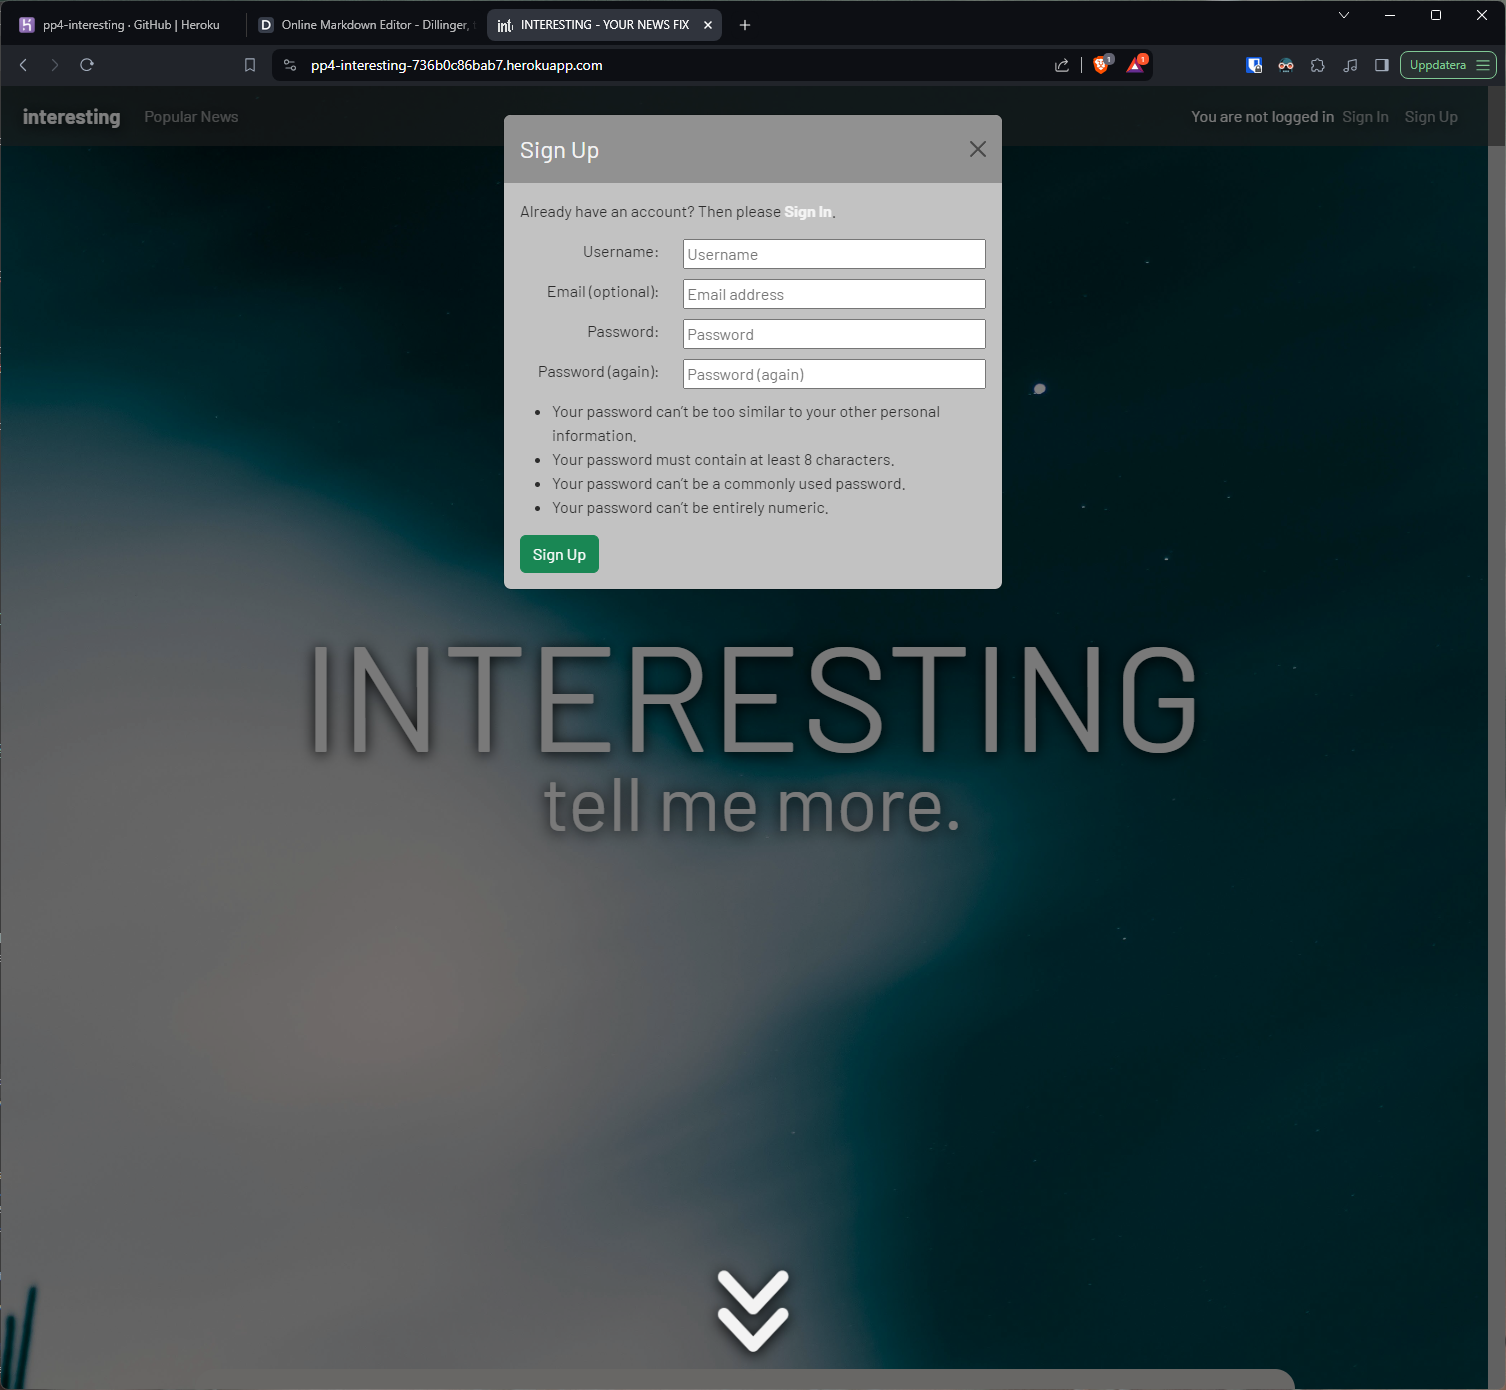 pp4-interesting · GitHub | Heroku
Online Markdown Editor - Dillinger,
INTERESTING - YOUR NEWS FIX
pp4-interesting-736b0c86bab7.herokuapp.com
1
1
Uppdatera
interesting
Popular News
You are not logged in
Sign In
Sign Up
Sign Up
Already have an account? Then please Sign In.
Username:
Username
Email (optional):
Email address
Password:
Password
Password (again):
Password (again)
Your password can’t be too similar to your other personal
information.
Your password must contain at least 8 characters.
Your password can’t be a commonly used password.
Your password can’t be entirely numeric.
Sign Up
INTERESTING
tell me more.